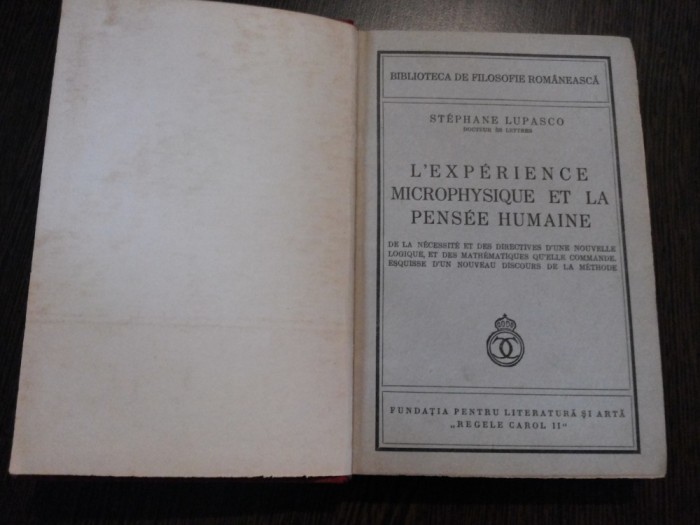 BIBLIOTECA DE FILOSOFIE ROMÂNEASCĂ
STÉPHANE LUPASCO
DOCTEUR ÈS LETTRES
L'EXPÉRIENCE
MICROPHYSIQUE ET LA
PENSÉE HUMAINE
DE LA NÉCESSITÉ ET DES DIRECTIVES D'UNE NOUVELLE
LOGIQUE, ET DES MATHÉMATIQUES QU'ELLE COMMANDE.
ESQUISSE D'UN NOUVEAU DISCOURS DE LA MÉTHODE
FUNDAȚIA PENTRU LITERATURĂ ȘI ARTĂ
„REGELE CAROL II"